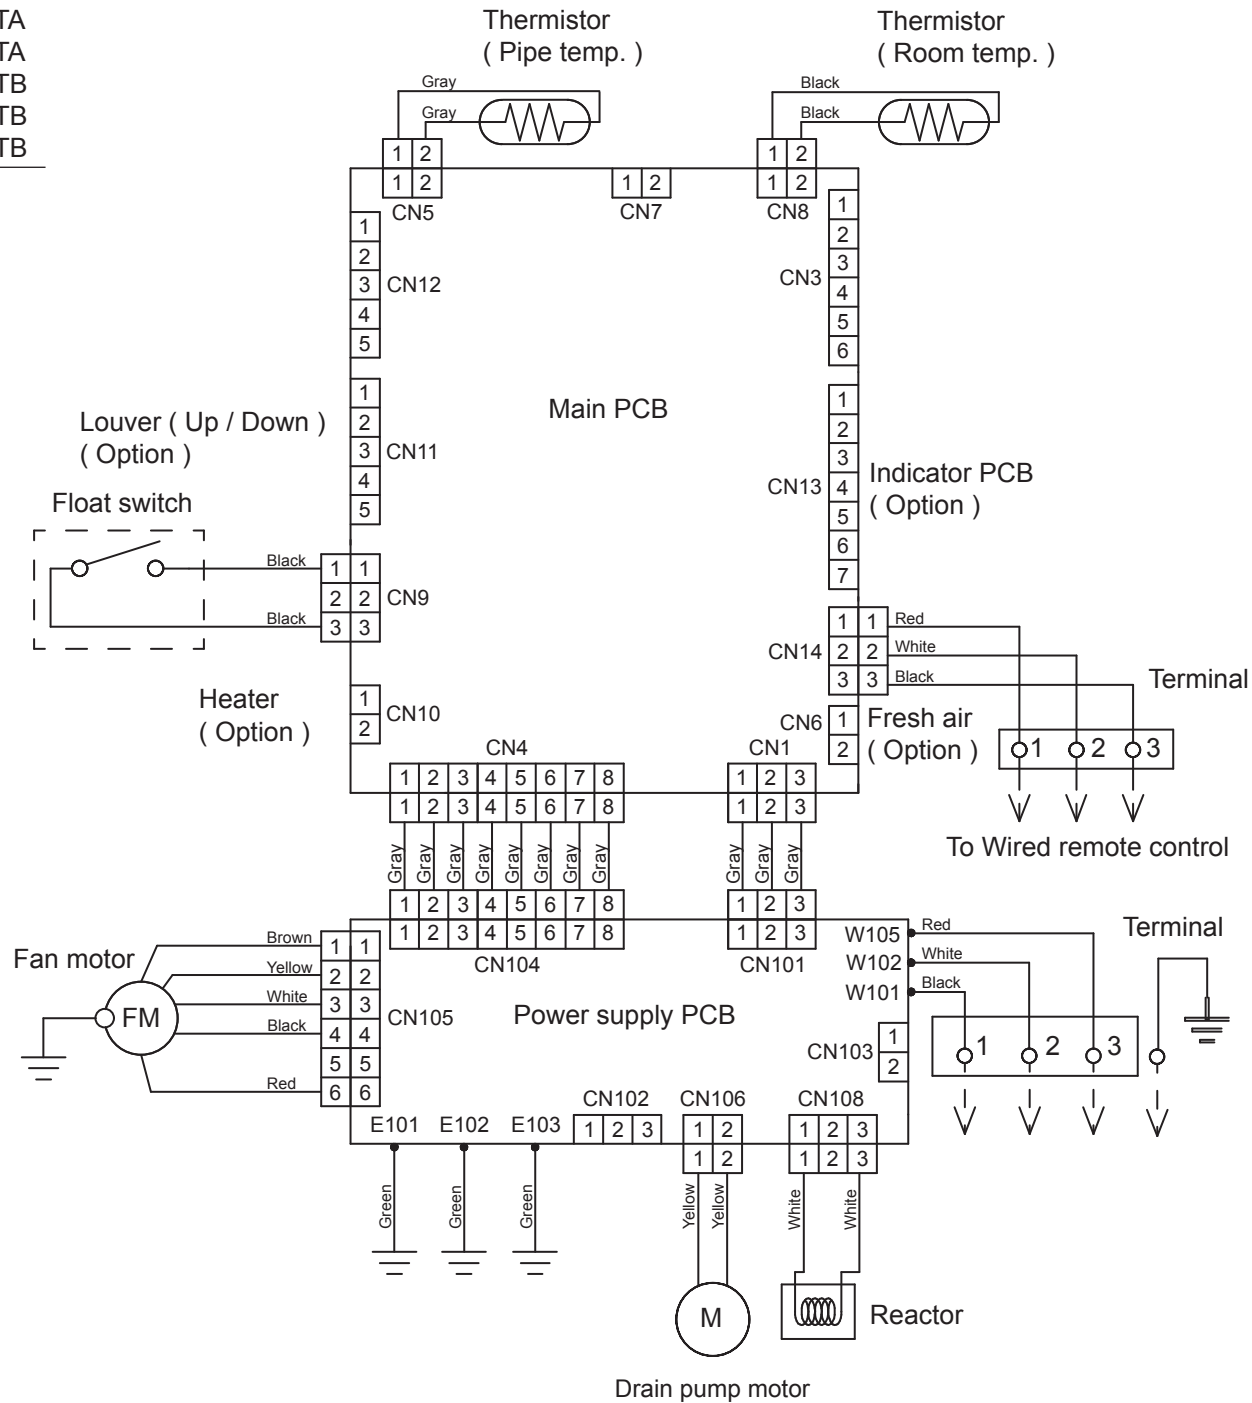 TA
TA
TB
TB
TB
Thermistor
( Pipe temp. )
Thermistor
( Room temp. )
Gray
Gray
Black
Black
1 2
1 2
CN5
1 2
CN7
1 2
1 2
CN8
1
2
3
4
5
CN12
1
2
3
4
5
6
CN3
Main PCB
1
2
3
4
5
CN11
Louver ( Up / Down )
( Option )
1
2
3
4
5
6
7
CN13
Indicator PCB
( Option )
Float switch
Black
Black
1 1
2 2
3 3
CN9
CN14
1 1
2 2
3 3
Red
White
Black
Terminal
1 2 3
To Wired remote control
Heater
( Option )
1
2
CN10
CN6
1
2
Fresh air
( Option )
CN4
1 2 3 4 5 6 7 8
1 2 3 4 5 6 7 8
CN1
1 2 3
1 2 3
Gray Gray Gray Gray Gray Gray Gray Gray
Gray Gray Gray
1 2 3 4 5 6 7 8
1 2 3 4 5 6 7 8
CN104
1 2 3
1 2 3
CN101
Fan motor
FM
Brown
Yellow
White
Black
Red
1 1
2 2
3 3
4 4
5 5
6 6
CN105
Power supply PCB
W105
W102
W101
Red
White
Black
Terminal
1 2 3
CN103
1
2
E101 E102 E103
Green Green Green
CN102
1 2 3
CN106
1 2
1 2
Yellow Yellow
CN108
1 2 3
1 2 3
White White
M
Drain pump motor
Reactor